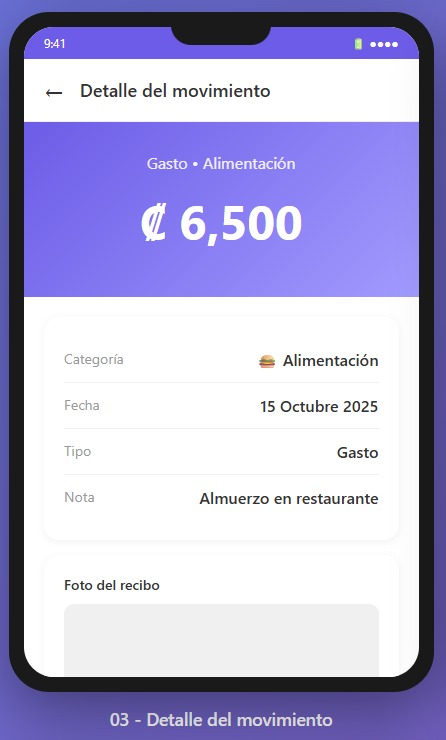 9:41
← Detalle del movimiento
Gasto • Alimentación
₡ 6,500
Categoría 🍔 Alimentación
Fecha 15 Octubre 2025
Tipo Gasto
Nota Almuerzo en restaurante
Foto del recibo
03 - Detalle del movimiento